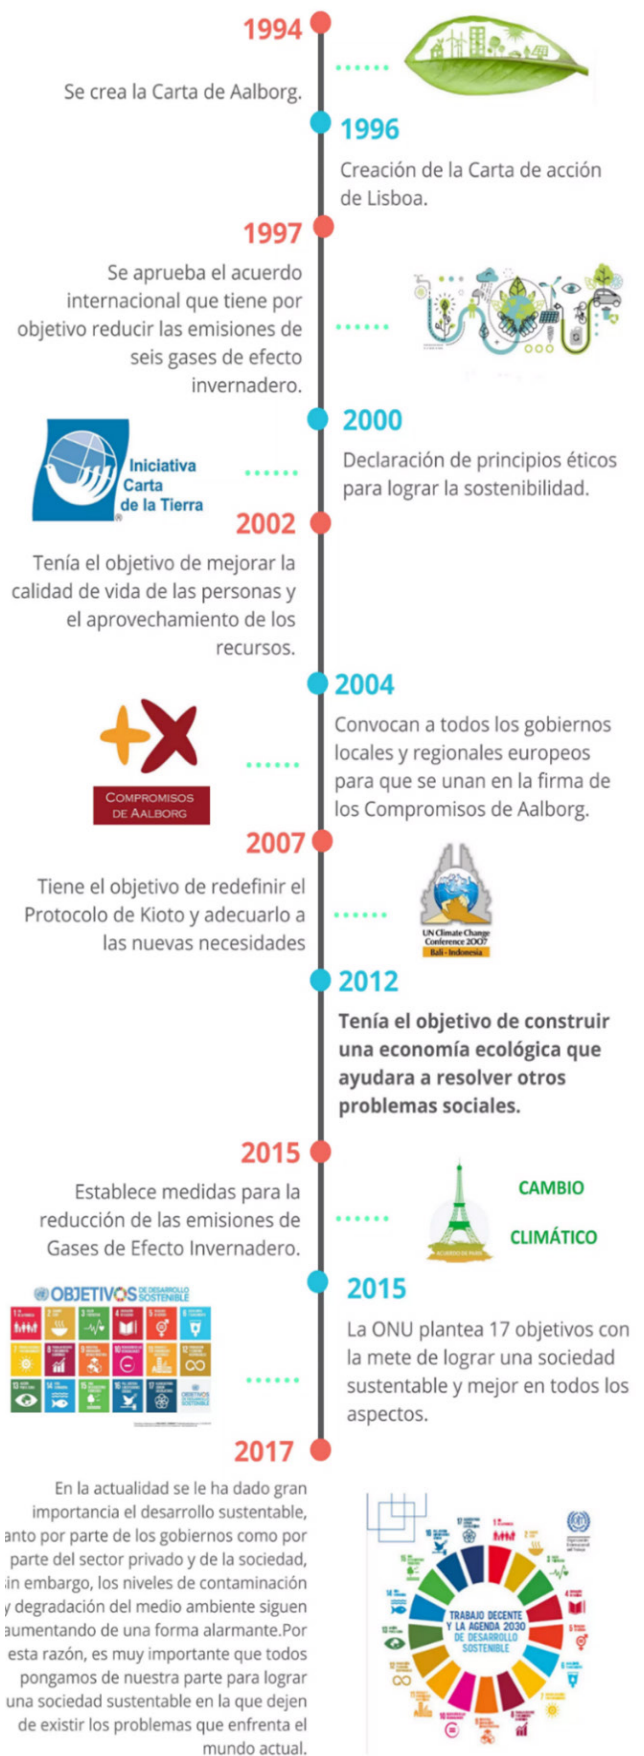 1994
Se crea la Carta de Aalborg.
1996
Creación de la Carta de acción
de Lisboa.
1997
Se aprueba el acuerdo
internacional que tiene por
objetivo reducir las emisiones de
seis gases de efecto
invernadero.
2000
Iniciativa
Carta
de la Tierra
®
Declaración de principios éticos
para lograr la sostenibilidad.
2002
Tenía el objetivo de mejorar la
calidad de vida de las personas y
el aprovechamiento de los
recursos.
2004
Convocan a todos los gobiernos
locales y regionales europeos
para que se unan en la firma de
los Compromisos de Aalborg.
COMPROMISOS
DE AALBORG
2007
Tiene el objetivo de redefinir el
Protocolo de Kioto y adecuarlo a
las nuevas necesidades
UN Climate Change
Conference 2007
Bali - Indonesia
2012
Tenía el objetivo de construir
una economía ecológica que
ayudara a resolver otros
problemas sociales.
2015
Establece medidas para la
reducción de las emisiones de
Gases de Efecto Invernadero.
CAMBIO
CLIMÁTICO
ACUERDO DE PARIS
2015
OBJETIVOS DE DESARROLLO
SOSTENIBLE
La ONU plantea 17 objetivos con
la mete de lograr una sociedad
sustentable y mejor en todos los
aspectos.
2017
En la actualidad se le ha dado gran
importancia el desarrollo sustentable,
anto por parte de los gobiernos como por
parte del sector privado y de la sociedad,
in embargo, los niveles de contaminación
y degradación del medio ambiente siguen
aumentando de una forma alarmante.Por
esta razón, es muy importante que todos
pongamos de nuestra parte para lograr
una sociedad sustentable en la que dejen
de existir los problemas que enfrenta el
mundo actual.
TRABAJO DECENTE
Y LA AGENDA 2030
DE DESARROLLO
SOSTENIBLE